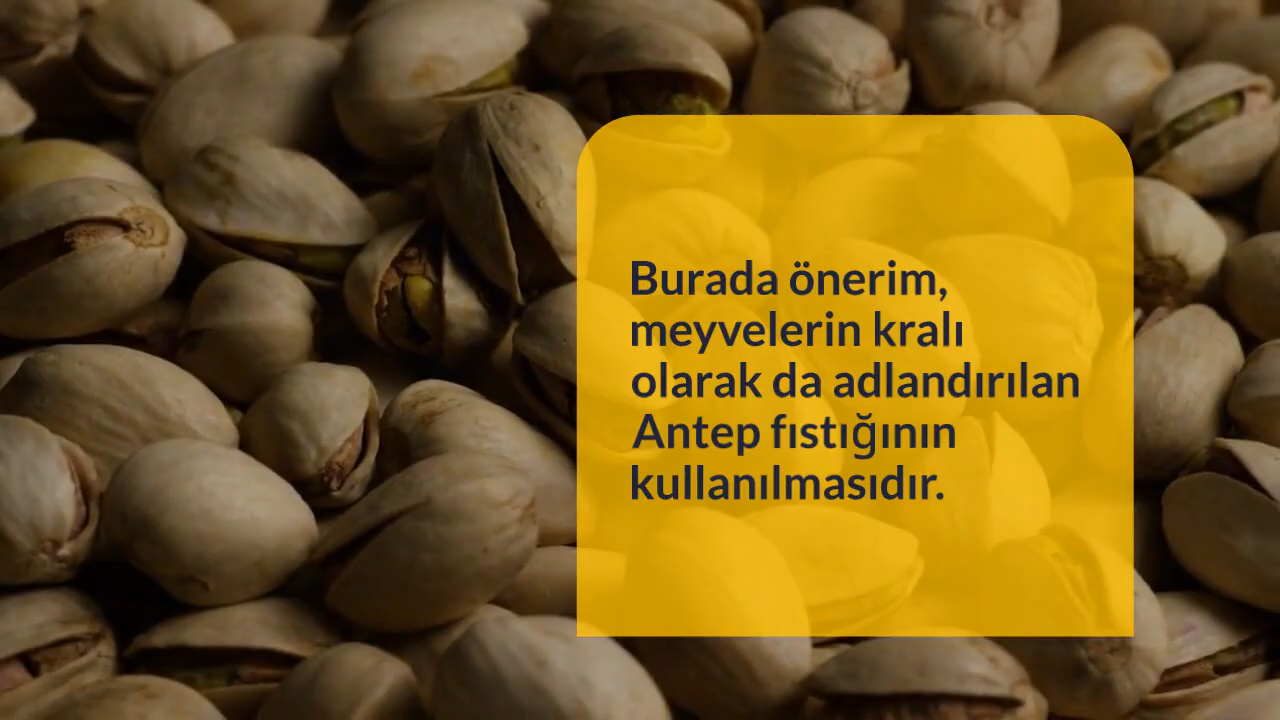 Burada önerim,
meyvelerin kralı
olarak da adlandırılan
Antep fıstığının
kullanılmasıdır.